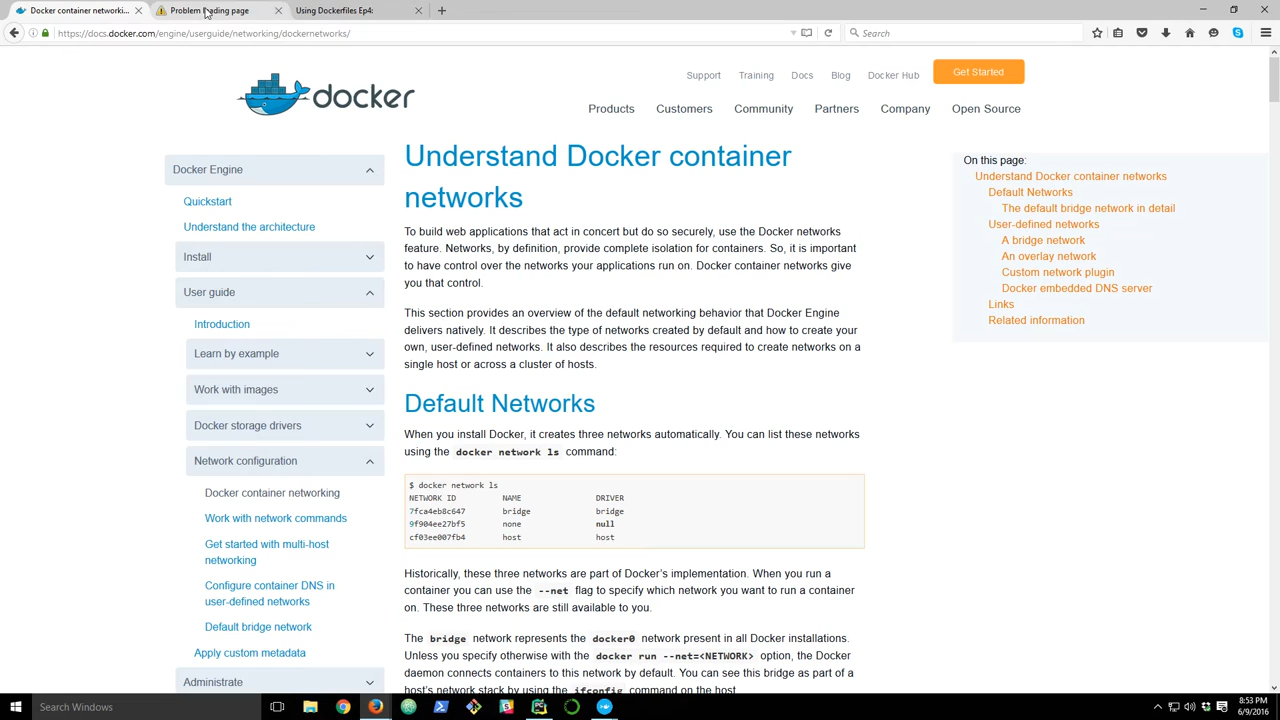 Docker container networki...
Problem loading page
Using Dockerfiles Ep4:
https://docs.docker.com/engine/userguide/networking/dockernetworks/
Search
docker
Support
Training
Docs
Blog
Docker Hub
Get Started
Products
Customers
Community
Partners
Company
Open Source
Docker Engine
Quickstart
Understand the architecture
Install
User guide
Introduction
Learn by example
Work with images
Docker storage drivers
Network configuration
Docker container networking
Work with network commands
Get started with multi-host
networking
Configure container DNS in
user-defined networks
Default bridge network
Apply custom metadata
Administrate
Understand Docker container
networks
To build web applications that act in concert but do so securely, use the Docker networks
feature. Networks, by definition, provide complete isolation for containers. So, it is important
to have control over the networks your applications run on. Docker container networks give
you that control.
This section provides an overview of the default networking behavior that Docker Engine
delivers natively. It describes the type of networks created by default and how to create your
own, user-defined networks. It also describes the resources required to create networks on a
single host or across a cluster of hosts.
Default Networks
When you install Docker, it creates three networks automatically. You can list these networks
using the docker network ls command:
$ docker network ls
NETWORK ID NAME DRIVER
7fca4eb8c647 bridge bridge
9f904ee27bf5 none null
cf03ee007fb4 host host
Historically, these three networks are part of Docker's implementation. When you run a
container you can use the --net flag to specify which network you want to run a container
on. These three networks are still available to you.
The bridge network represents the docker0 network present in all Docker installations.
Unless you specify otherwise with the docker run --net=<NETWORK> option, the Docker
daemon connects containers to this network by default. You can see this bridge as part of a
host's network stack by using the ifconfig command on the host.
On this page:
Understand Docker container networks
Default Networks
The default bridge network in detail
User-defined networks
A bridge network
An overlay network
Custom network plugin
Docker embedded DNS server
Links
Related information
Search Windows
8:53 PM
6/9/2016